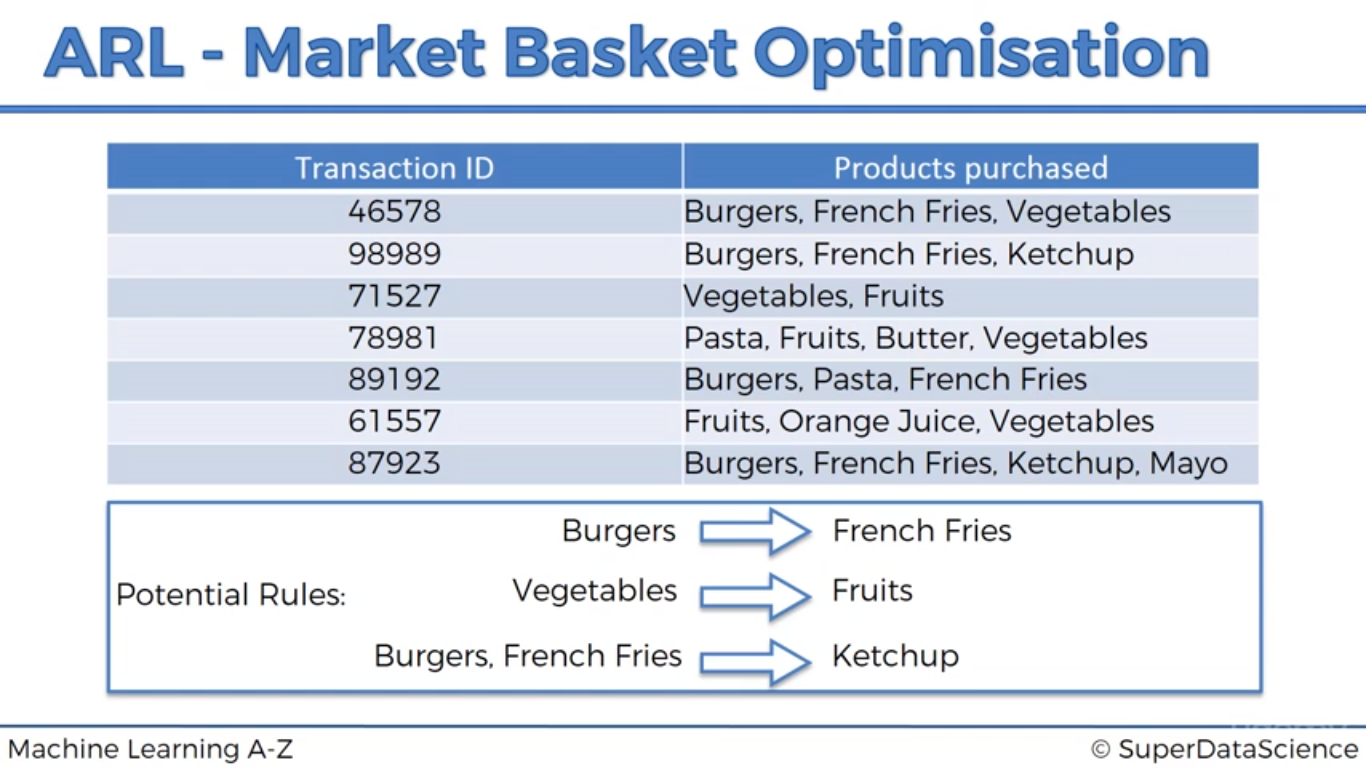 ARL - Market Basket Optimisation
Transaction ID Products purchased
46578 Burgers, French Fries, Vegetables
98989 Burgers, French Fries, Ketchup
71527 Vegetables, Fruits
78981 Pasta, Fruits, Butter, Vegetables
89192 Burgers, Pasta, French Fries
61557 Fruits, Orange Juice, Vegetables
87923 Burgers, French Fries, Ketchup, Mayo
Burgers French Fries
Potential Rules: Vegetables Fruits
Burgers, French Fries Ketchup
Machine Learning A-Z © SuperDataScience